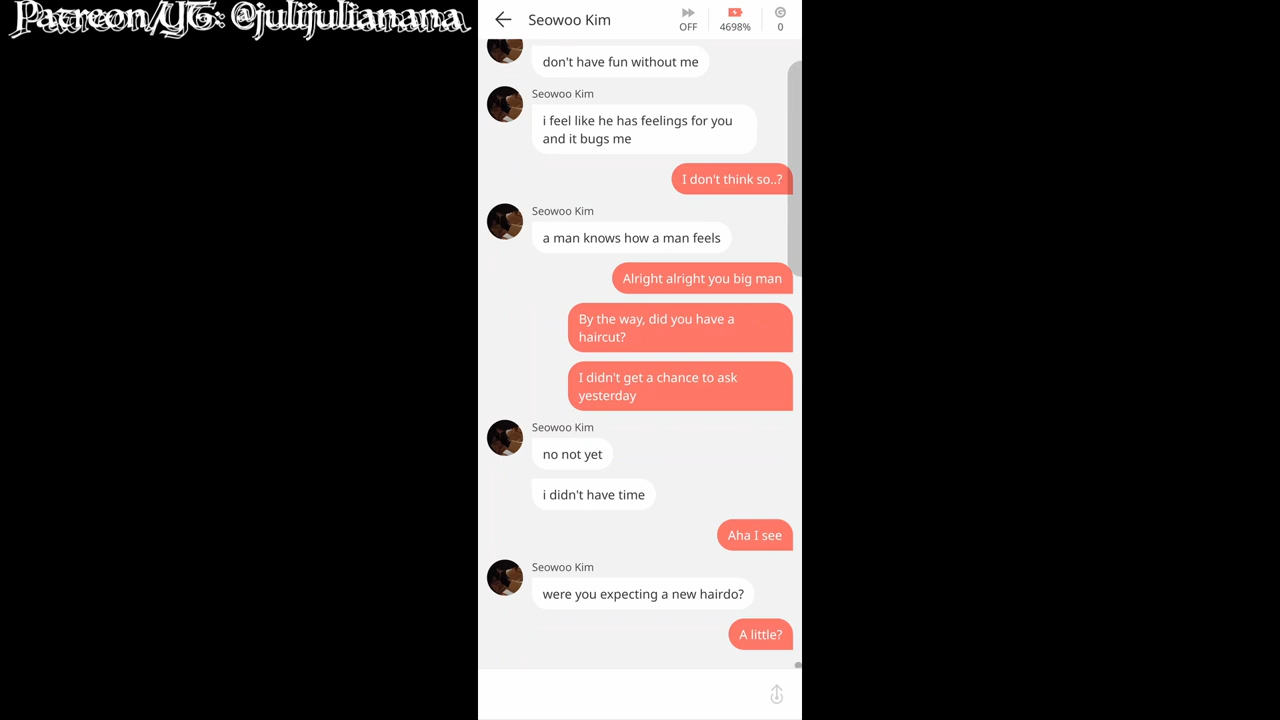 Patreon/YG: @julijulianana
Seowoo Kim
OFF
4698%
0
don't have fun without me
Seowoo Kim
i feel like he has feelings for you
and it bugs me
I don't think so..?
Seowoo Kim
a man knows how a man feels
Alright alright you big man
By the way, did you have a
haircut?
I didn't get a chance to ask
yesterday
Seowoo Kim
no not yet
i didn't have time
Aha I see
Seowoo Kim
were you expecting a new hairdo?
A little?